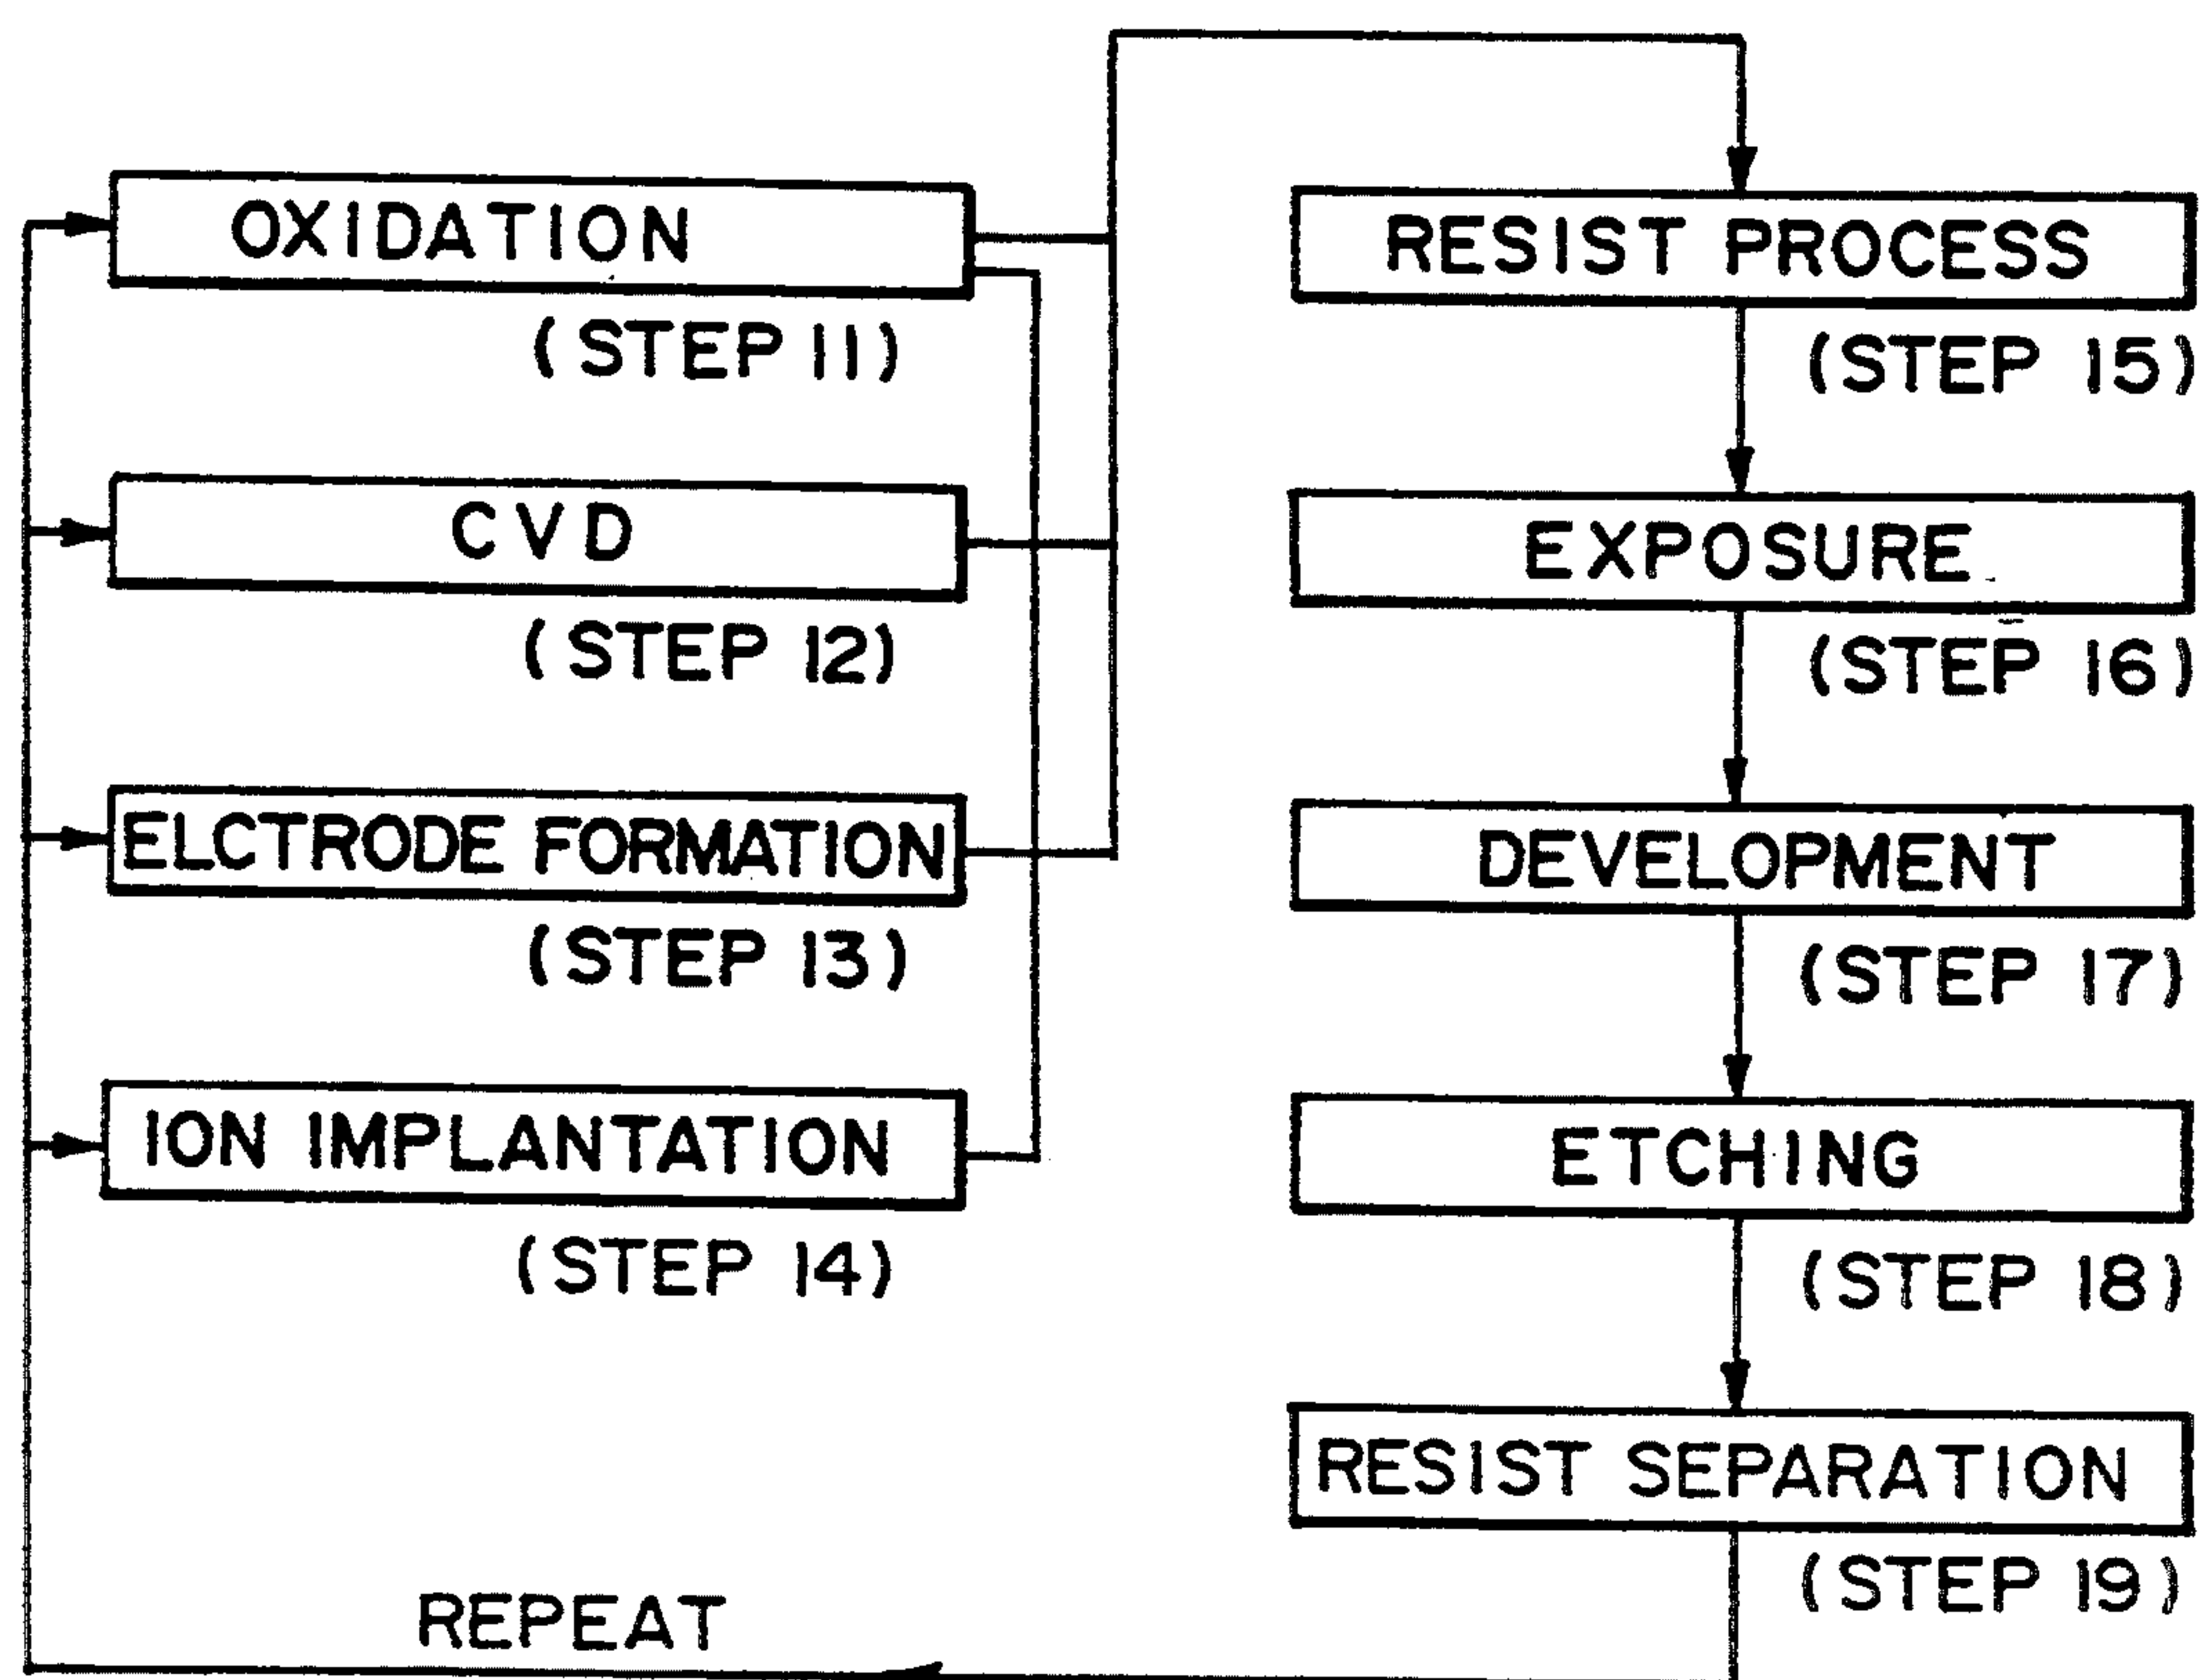 OXIDATION
(STEP 11)
CVD
(STEP 12)
ELCTRODE FORMATION
(STEP 13)
ION IMPLANTATION
(STEP 14)
RESIST PROCESS
(STEP 15)
EXPOSURE
(STEP 16)
DEVELOPMENT
(STEP 17)
ETCHING
(STEP 18)
RESIST SEPARATION
(STEP 19)
REPEAT